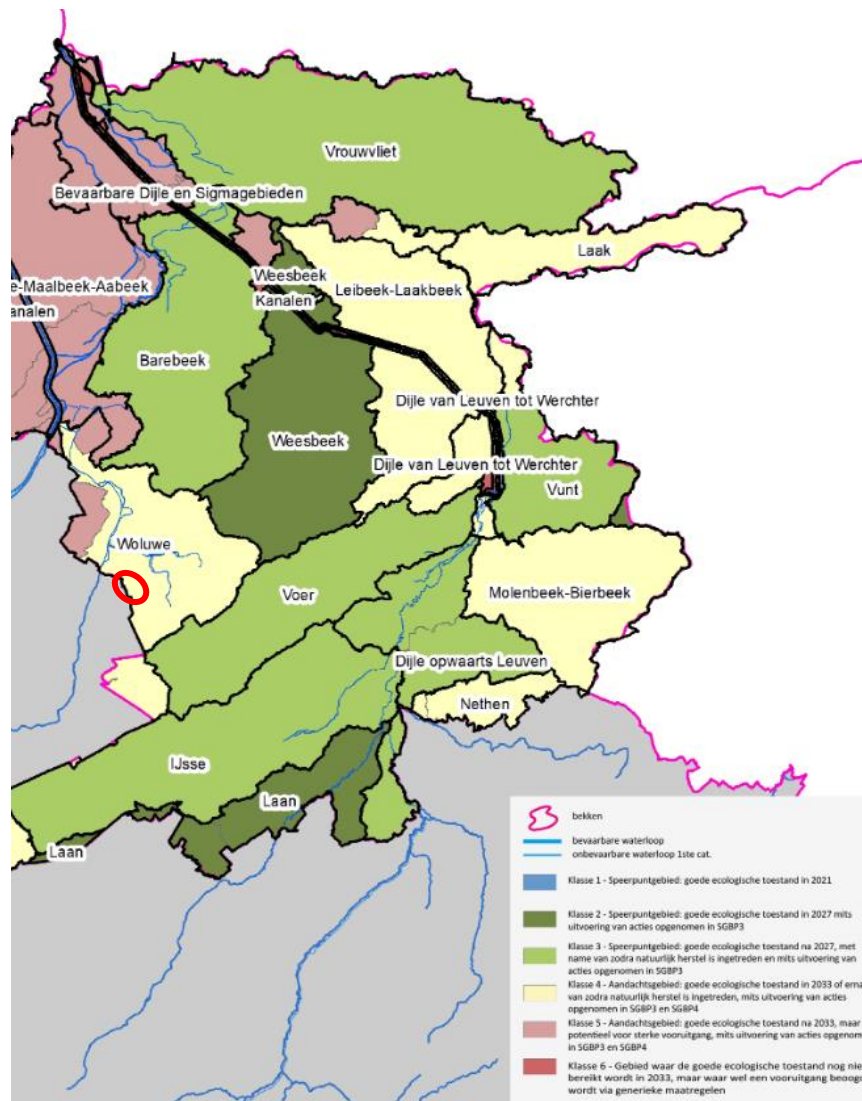 Vrouwvliet
Bevaarbare Dijle en Sigmagebieden
Laak
Weesbeek
e-Maalbeek-Aabeek
Leibeek-Laakbeek
Kanalen
analen
Barebeek
Dijle van Leuven tot Werchter
Weesbeek
Dijle van Leuven tot Werchter
Vunt
Woluwe
Voer
Molenbeek-Bierbeek
Dijle opwaarts Leuven
Nethen
IJsse
Laan
Laan
bekken
bevaarbare waterloop
onbevaarbare waterloop 1ste cat.
Klasse 1 - Speerpuntgebied: goede ecologische toestand in 2021
Klasse 2 - Speerpuntgebied: goede ecologische toestand in 2027 mits
uitvoering van acties opgenomen in SGBP3
Klasse 3 - Speerpuntgebied: goede ecologische toestand na 2027, met
name van zodra natuurlijk herstel is ingetreden en mits uitvoering van
acties opgenomen in SGBP3
Klasse 4 - Aandachtsgebied: goede ecologische toestand in 2033 of erna
van zodra natuurlijk herstel is ingetreden, mits uitvoering van acties
opgenomen in SGBP3 en SGBP4
Klasse 5 - Aandachtsgebied: goede ecologische toestand na 2033, maar
potentieel voor sterke vooruitgang, mits uitvoering van acties opgenom
in SGBP3 en SGBP4
Klasse 6 - Gebied waar de goede ecologische toestand nog nie
bereikt wordt in 2033, maar waar wel een vooruitgang beoog
wordt via generieke maatregelen